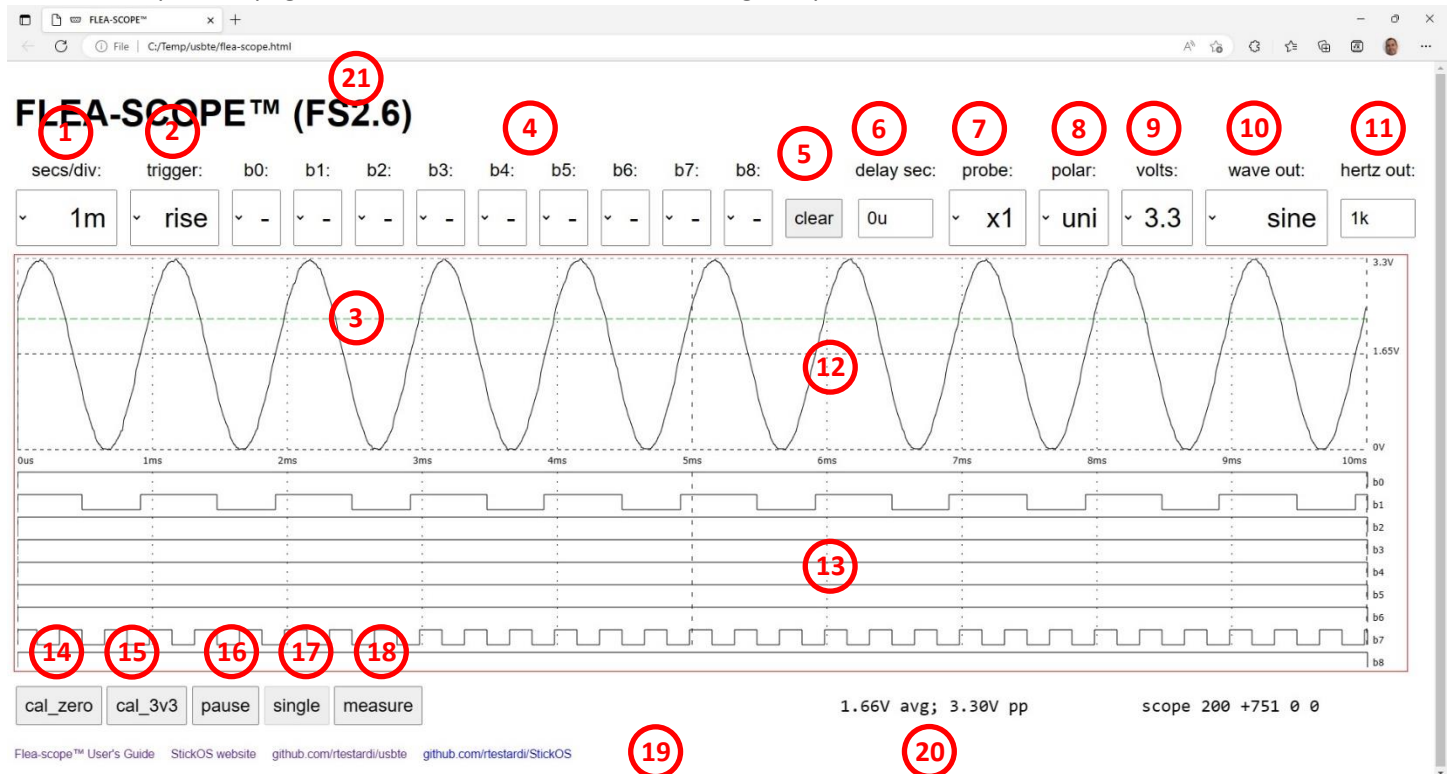 FLEA-SCOPE™ × +
File | C:/Temp/usbte/flea-scope.html
21
FLEA-SCOPE™ (FS2.6)
1 2 4 5 6 7 8 9 10 11
secs/div: trigger: b0: b1: b2: b3: b4: b5: b6: b7: b8: delay sec: probe: polar: volts: wave out: hertz out:
1m rise - - - - - - - - - clear 0u x1 uni 3.3 sine 1k
3.3V
3
1.65V
12
0V
0us 1ms 2ms 3ms 4ms 5ms 6ms 7ms 8ms 9ms 10ms
b0
b1
b2
b3
13
b4
b5
b6
b7
14 15 16 17 18
b8
cal_zero cal_3v3 pause single measure 1.66V avg; 3.30V pp scope 200 +751 0 0
Flea-scope™ User's Guide StickOS website github.com/rtestardi/usbte github.com/rtestardi/StickOS 19 20